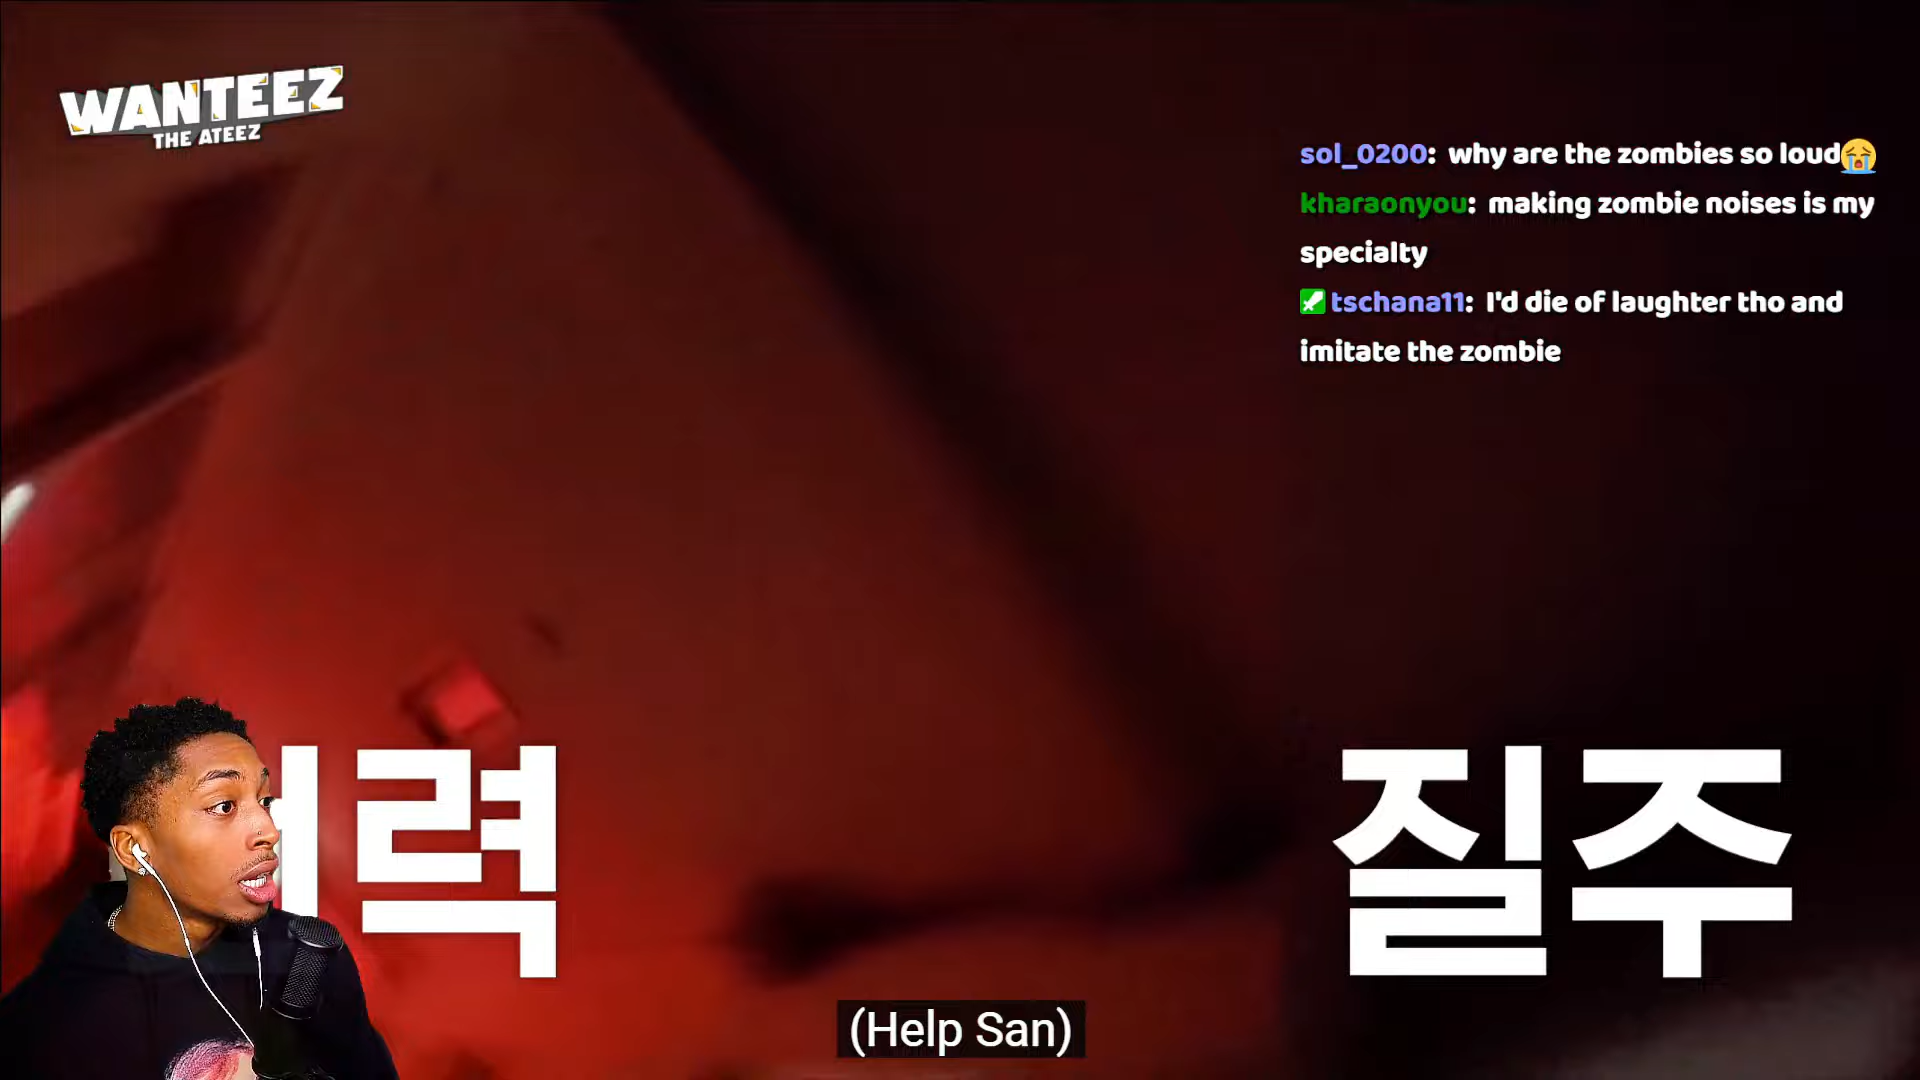 WANTEEZ
THE ATEEZ
sol_0200: why are the zombies so loud😭
kharaonyou: making zombie noises is my
specialty
tschana11: I'd die of laughter tho and
imitate the zombie
력 질주
(Help San)